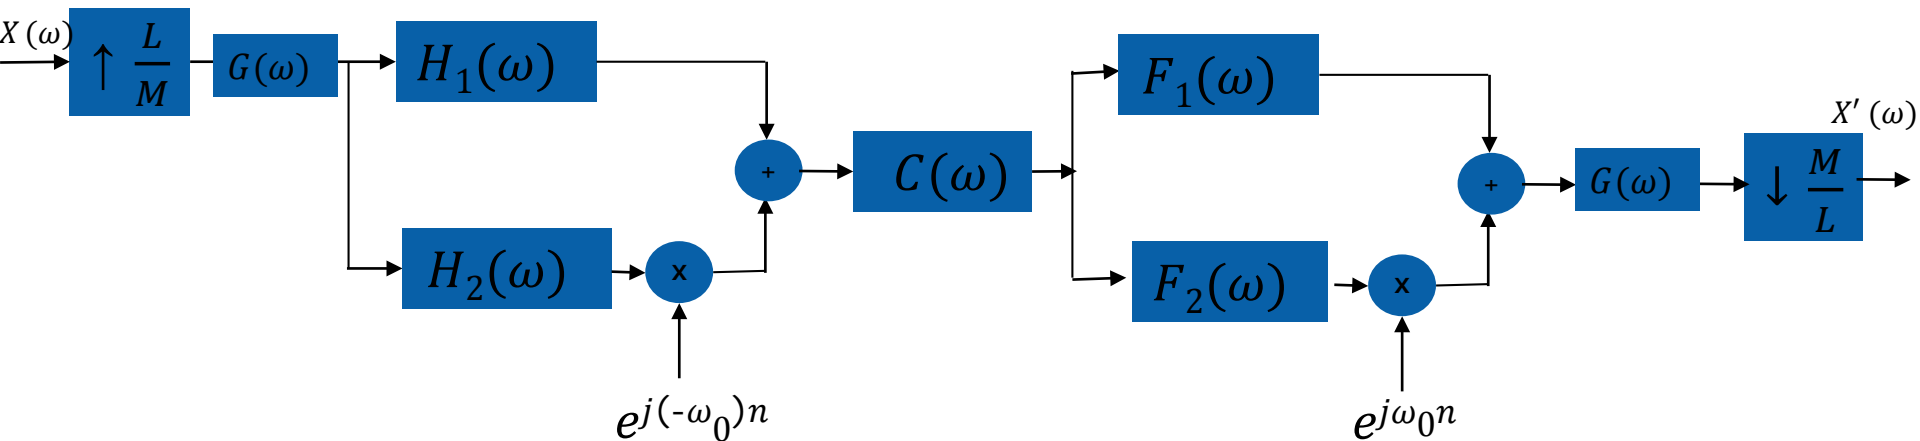 X (ω)
↑ L/M
G(ω)
H₁(ω)
+
H₂(ω)
x
e^{j(-ω₀)n}
C(ω)
F₁(ω)
+
F₂(ω)
x
e^{jω₀n}
G(ω)
↓ M/L
X′ (ω)